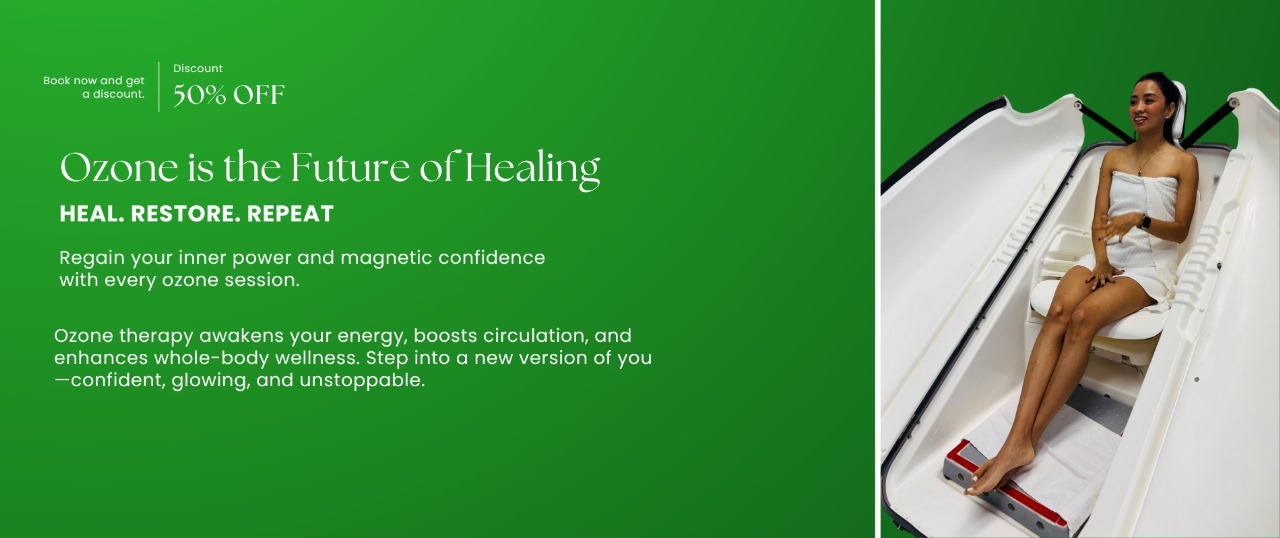 Book now and get
a discount.
Discount
50% OFF
Ozone is the Future of Healing
HEAL. RESTORE. REPEAT
Regain your inner power and magnetic confidence
with every ozone session.
Ozone therapy awakens your energy, boosts circulation, and
enhances whole-body wellness. Step into a new version of you
—confident, glowing, and unstoppable.